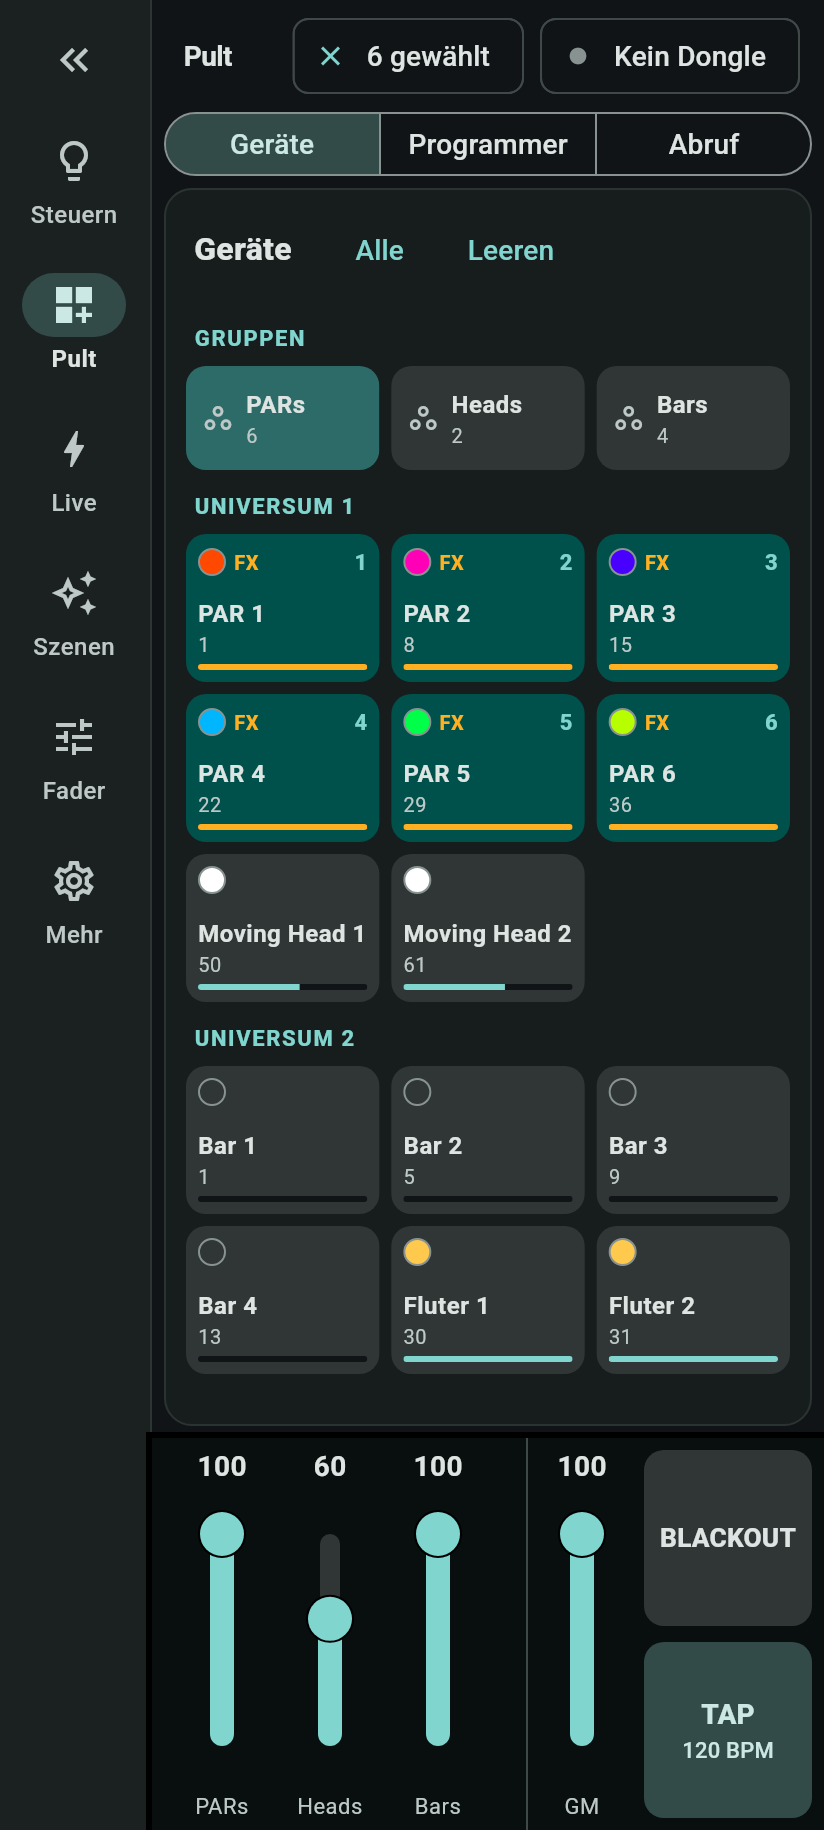 Pult
6 gewählt
Kein Dongle
Geräte
Programmer
Abruf
Steuern
Pult
Live
Szenen
Fader
Mehr
Geräte
Alle
Leeren
GRUPPEN
PARs
6
Heads
2
Bars
4
UNIVERSUM 1
FX 1
PAR 1
1
FX 2
PAR 2
8
FX 3
PAR 3
15
FX 4
PAR 4
22
FX 5
PAR 5
29
FX 6
PAR 6
36
Moving Head 1
50
Moving Head 2
61
UNIVERSUM 2
Bar 1
1
Bar 2
5
Bar 3
9
Bar 4
13
Fluter 1
30
Fluter 2
31
100
PARs
60
Heads
100
Bars
100
GM
BLACKOUT
TAP
120 BPM